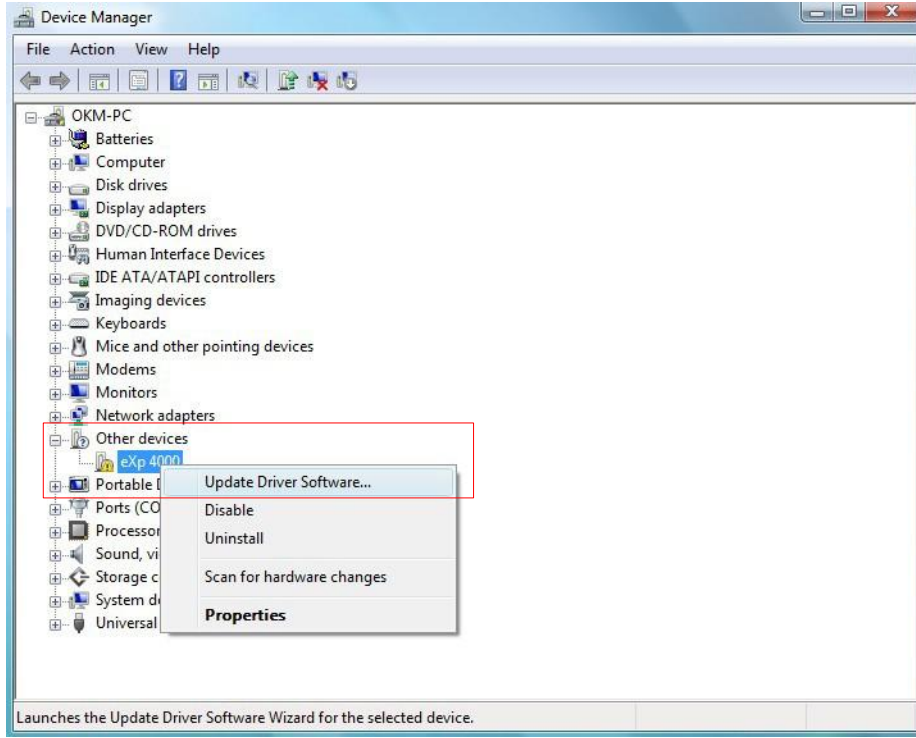 Device Manager
File Action View Help
OKM-PC
Batteries
Computer
Disk drives
Display adapters
DVD/CD-ROM drives
Human Interface Devices
IDE ATA/ATAPI controllers
Imaging devices
Keyboards
Mice and other pointing devices
Modems
Monitors
Network adapters
Other devices
eXp 4000
Portable
Ports (CO
Processor
Sound, vi
Storage c
System d
Universal
Update Driver Software...
Disable
Uninstall
Scan for hardware changes
Properties
Launches the Update Driver Software Wizard for the selected device.